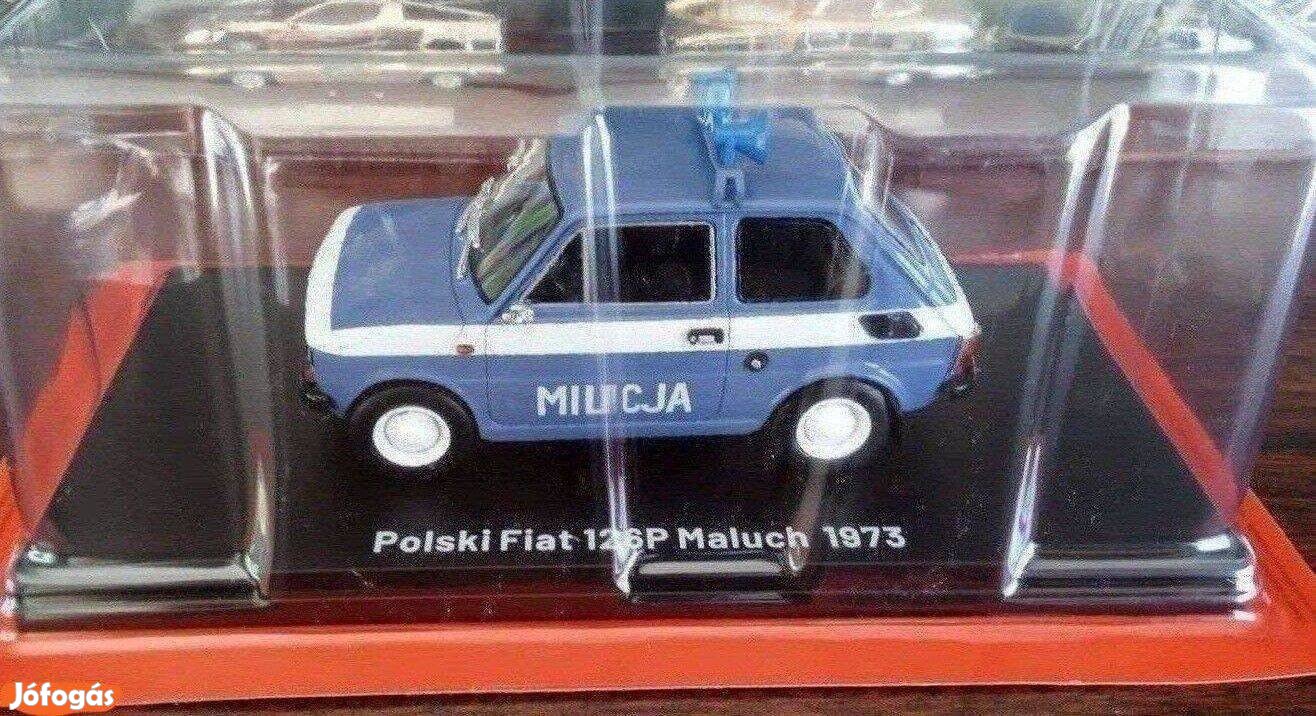 MILICJA
Polski Fiat 126P Maluch 1973
Jófogás